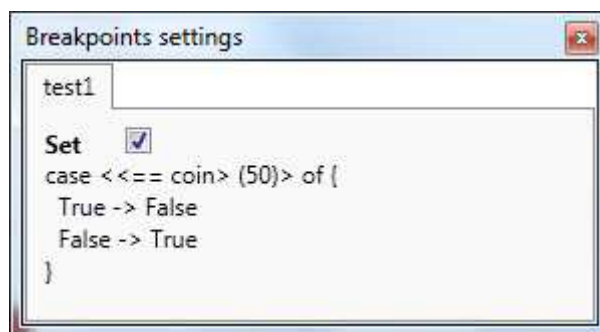 Breakpoints settings
test1
Set
case <<== coin> (50)> of {
True -> False
False -> True
}